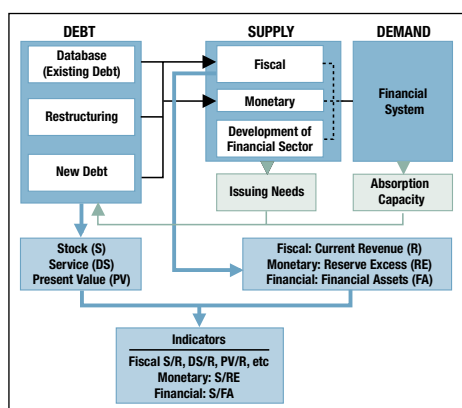 DEBT
Database
(Existing Debt)
Restructuring
New Debt
SUPPLY
Fiscal
Monetary
Development of
Financial Sector
DEMAND
Financial
System
Issuing Needs
Absorption
Capacity
Stock (S)
Service (DS)
Present Value (PV)
Fiscal: Current Revenue (R)
Monetary: Reserve Excess (RE)
Financial: Financial Assets (FA)
Indicators
Fiscal S/R, DS/R, PV/R, etc
Monetary: S/RE
Financial: S/FA